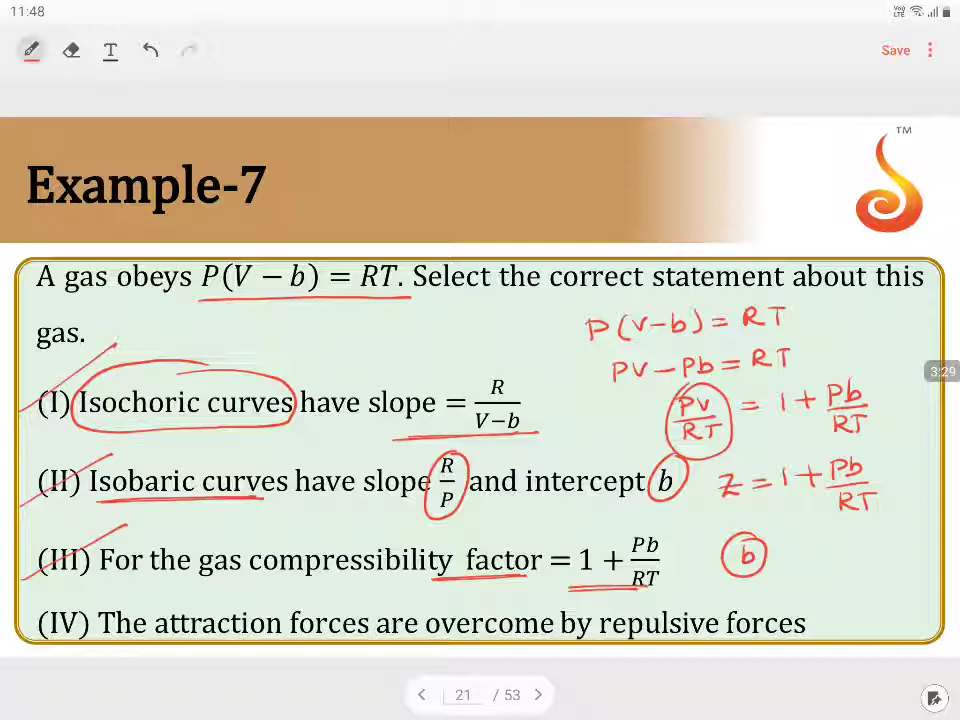 11:48
Vo) LTE
T
Save
TM
Example-7
A gas obeys P(V − b) = RT. Select the correct statement about this
gas.
P(V-b) = RT
PV - Pb = RT
3:29
(I) Isochoric curves have slope = R/(V−b)
PV/RT = 1 + Pb/RT
(II) Isobaric curves have slope R/P and intercept b
Z = 1 + Pb/RT
(III) For the gas compressibility factor = 1 + Pb/RT
b
(IV) The attraction forces are overcome by repulsive forces
< 21 / 53 >